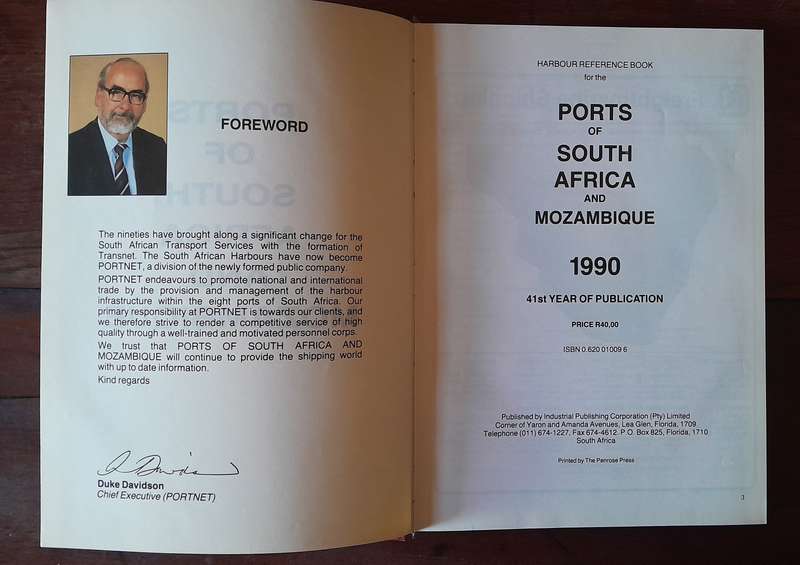 FOREWORD
The nineties have brought along a significant change for the
South African Transport Services with the formation of
Transnet. The South African Harbours have now become
PORTNET, a division of the newly formed public company.
PORTNET endeavours to promote national and international
trade by the provision and management of the harbour
infrastructure within the eight ports of South Africa. Our
primary responsibility at PORTNET is towards our clients, and
we therefore strive to render a competitive service of high
quality through a well-trained and motivated personnel corps.
We trust that PORTS OF SOUTH AFRICA AND
MOZAMBIQUE will continue to provide the shipping world
with up to date information.
Kind regards
Duke Davidson
Chief Executive (PORTNET)
HARBOUR REFERENCE BOOK
for the
PORTS
OF
SOUTH
AFRICA
AND
MOZAMBIQUE
1990
41st YEAR OF PUBLICATION
PRICE R40,00
ISBN 0.620 01009 6
Published by Industrial Publishing Corporation (Pty) Limited
Corner of Yaron and Amanda Avenues, Lea Glen, Florida, 1709
Telephone (011) 674-1227, Fax 674-4612. P.O. Box 825, Florida, 1710
South Africa
Printed by The Penrose Press